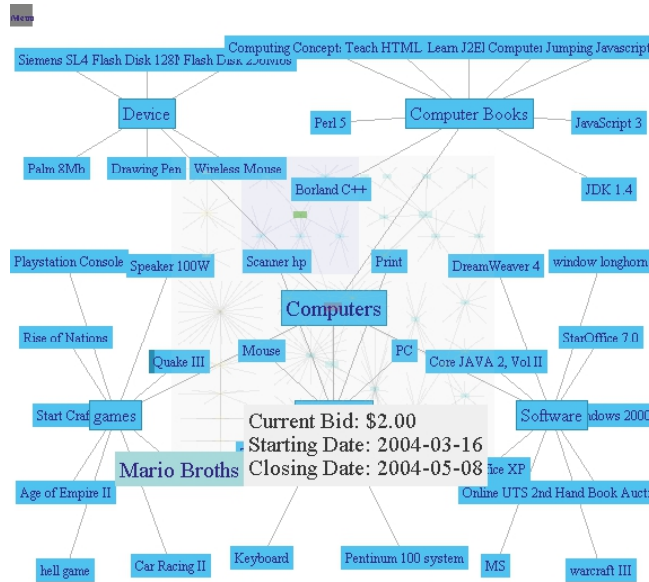 Menu
Computing Concept: Teach HTML Learn J2EI Compute Jumping Javascript
Siemens SL4 Flash Disk 128M Flash Disk 256Mbs
Device
Computer Books
Perl 5
JavaScript 3
Palm 8Mb
Drawing Pen
Wireless Mouse
Borland C++
JDK 1.4
Playstation Console
Speaker 100W
Scanner hp
Print
DreamWeaver 4
window longhorn
Computers
Rise of Nations
StarOffice 7.0
Mouse
PC
Quake III
Core JAVA 2, Vol II
Start Craf
games
Software
ndows 2000
Current Bid: $2.00
Starting Date: 2004-03-16
Closing Date: 2004-05-08
Mario Broths
fice XP
Age of Empire II
Online UTS 2nd Hand Book Auct
hell game
Car Racing II
Keyboard
Pentinum 100 system
MS
warcraft III